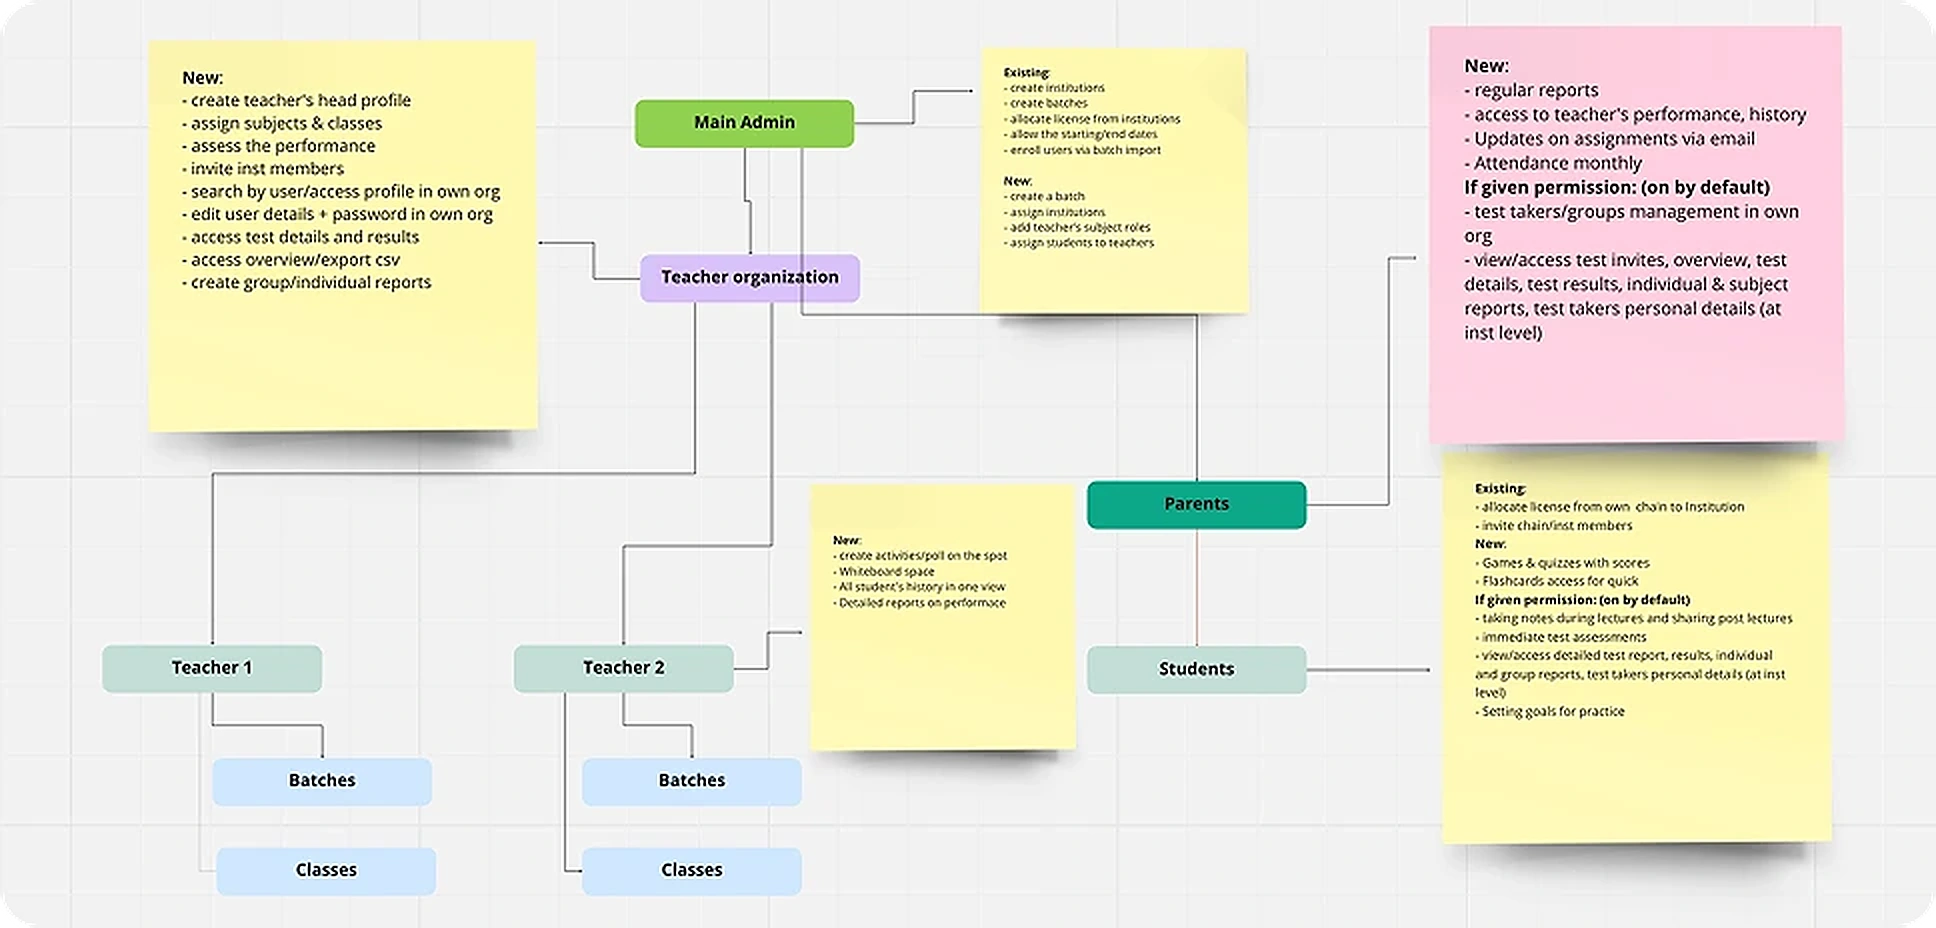 New:
- create teacher's head profile
- assign subjects & classes
- assess the performance
- invite inst members
- search by user/access profile in own org
- edit user details + password in own org
- access test details and results
- access overview/export csv
- create group/individual reports
Main Admin
Teacher organization
Existing:
- create institutions
- create batches
- allocate license from institutions
- allow the starting/end dates
- enroll users via batch import
New:
- create a batch
- assign institutions
- add teacher's subject roles
- assign students to teachers
New:
- regular reports
- access to teacher's performance, history
- Updates on assignments via email
- Attendance monthly
If given permission: (on by default)
- test takers/groups management in own
org
- view/access test invites, overview, test
details, test results, individual & subject
reports, test takers personal details (at
inst level)
Parents
Students
Existing:
- allocate license from own chain to Institution
- invite chain/inst members
New:
- Games & quizzes with scores
- Flashcards access for quick
If given permission: (on by default)
- taking notes during lectures and sharing post lectures
- immediate test assessments
- view/access detailed test report, results, individual
and group reports, test takers personal details (at inst
level)
- Setting goals for practice
New:
- create activities/poll on the spot
- Whiteboard space
- All student's history in one view
- Detailed reports on performace
Teacher 1
Teacher 2
Batches
Batches
Classes
Classes